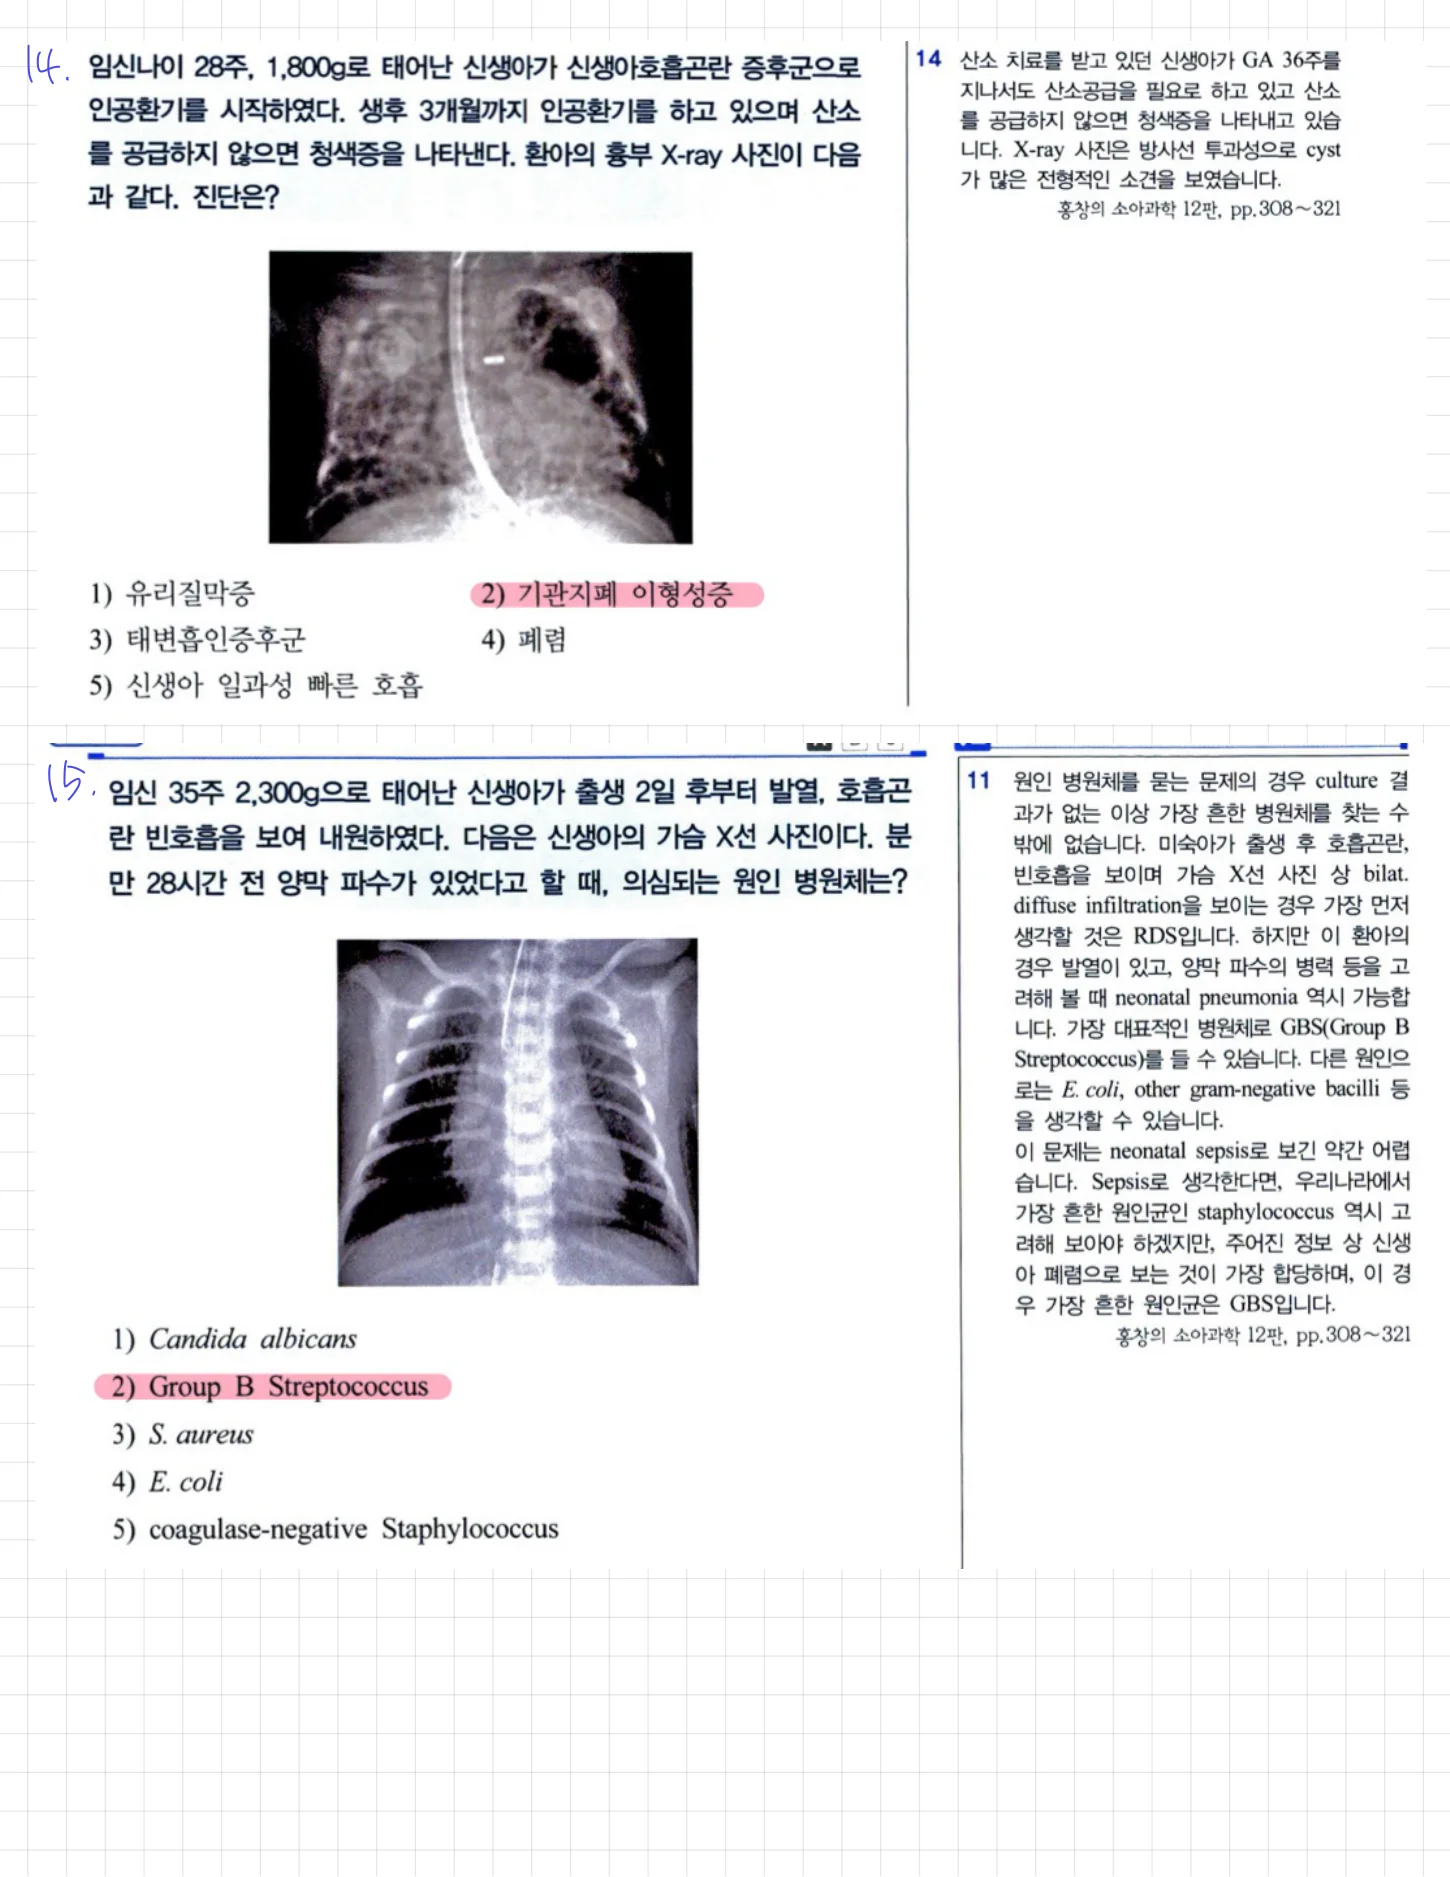 14.
임신나이 28주, 1,800g로 태어난 신생아가 신생아호흡곤란 증후군으로
인공환기를 시작하였다. 생후 3개월까지 인공환기를 하고 있으며 산소
를 공급하지 않으면 청색증을 나타낸다. 환아의 흉부 X-ray 사진이 다음
과 같다. 진단은?
1) 유리질막증
2) 기관지폐 이형성증
3) 태변흡인증후군
4) 폐렴
5) 신생아 일과성 빠른 호흡
14 산소 치료를 받고 있던 신생아가 GA 36주를
지나서도 산소공급을 필요로 하고 있고 산소
를 공급하지 않으면 청색증을 나타내고 있습
니다. X-ray 사진은 방사선 투과성으로 cyst
가 많은 전형적인 소견을 보였습니다.
홍창의 소아과학 12판, pp.308~321
15.
임신 35주 2,300g으로 태어난 신생아가 출생 2일 후부터 발열, 호흡곤
란 빈호흡을 보여 내원하였다. 다음은 신생아의 가슴 X선 사진이다. 분
만 28시간 전 양막 파수가 있었다고 할 때, 의심되는 원인 병원체는?
1) Candida albicans
2) Group B Streptococcus
3) S. aureus
4) E. coli
5) coagulase-negative Staphylococcus
11 원인 병원체를 묻는 문제의 경우 culture 결
과가 없는 이상 가장 흔한 병원체를 찾는 수
밖에 없습니다. 미숙아가 출생 후 호흡곤란,
빈호흡을 보이며 가슴 X선 사진 상 bilat.
diffuse infiltration을 보이는 경우 가장 먼저
생각할 것은 RDS입니다. 하지만 이 환아의
경우 발열이 있고, 양막 파수의 병력 등을 고
려해 볼 때 neonatal pneumonia 역시 가능합
니다. 가장 대표적인 병원체로 GBS(Group B
Streptococcus)를 들 수 있습니다. 다른 원인으
로는 E. coli, other gram-negative bacilli 등
을 생각할 수 있습니다.
이 문제는 neonatal sepsis로 보긴 약간 어렵
습니다. Sepsis로 생각한다면, 우리나라에서
가장 흔한 원인균인 staphylococcus 역시 고
려해 보아야 하겠지만, 주어진 정보 상 신생
아 폐렴으로 보는 것이 가장 합당하며, 이 경
우 가장 흔한 원인균은 GBS입니다.
홍창의 소아과학 12판, pp.308~321